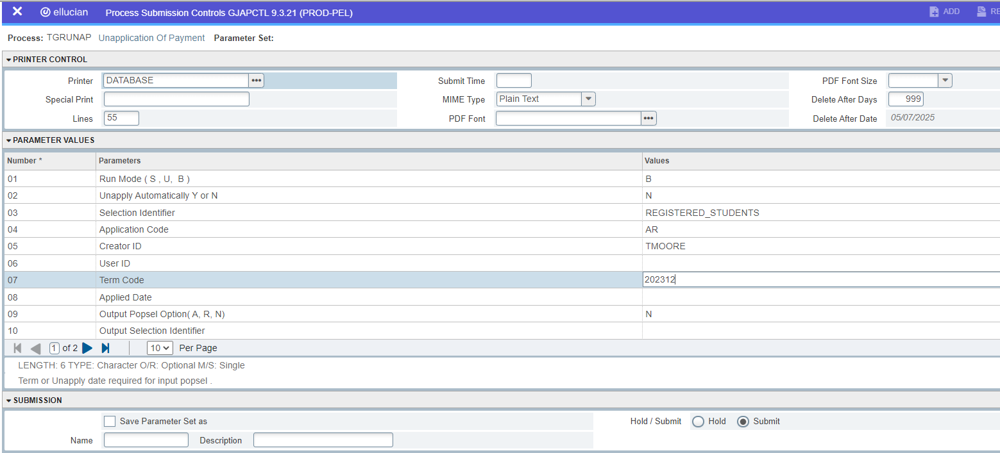 ellucian Process Submission Controls GJAPCTL 9.3.21 (PROD-PEL) ADD RE
Process: TGRUNAP Unapplication Of Payment Parameter Set:
PRINTER CONTROL
Printer DATABASE ••• Submit Time PDF Font Size
Special Print MIME Type Plain Text Delete After Days 999
Lines 55 PDF Font ••• Delete After Date 05/07/2025
PARAMETER VALUES
Number * Parameters Values
01 Run Mode ( S , U, B ) B
02 Unapply Automatically Y or N N
03 Selection Identifier REGISTERED_STUDENTS
04 Application Code AR
05 Creator ID TMOORE
06 User ID
07 Term Code 202312
08 Applied Date
09 Output Popsel Option( A, R, N) N
10 Output Selection Identifier
1 of 2 10 Per Page
LENGTH: 6 TYPE: Character O/R: Optional M/S: Single
Term or Unapply date required for input popsel .
SUBMISSION
Save Parameter Set as Hold / Submit Hold Submit
Name Description